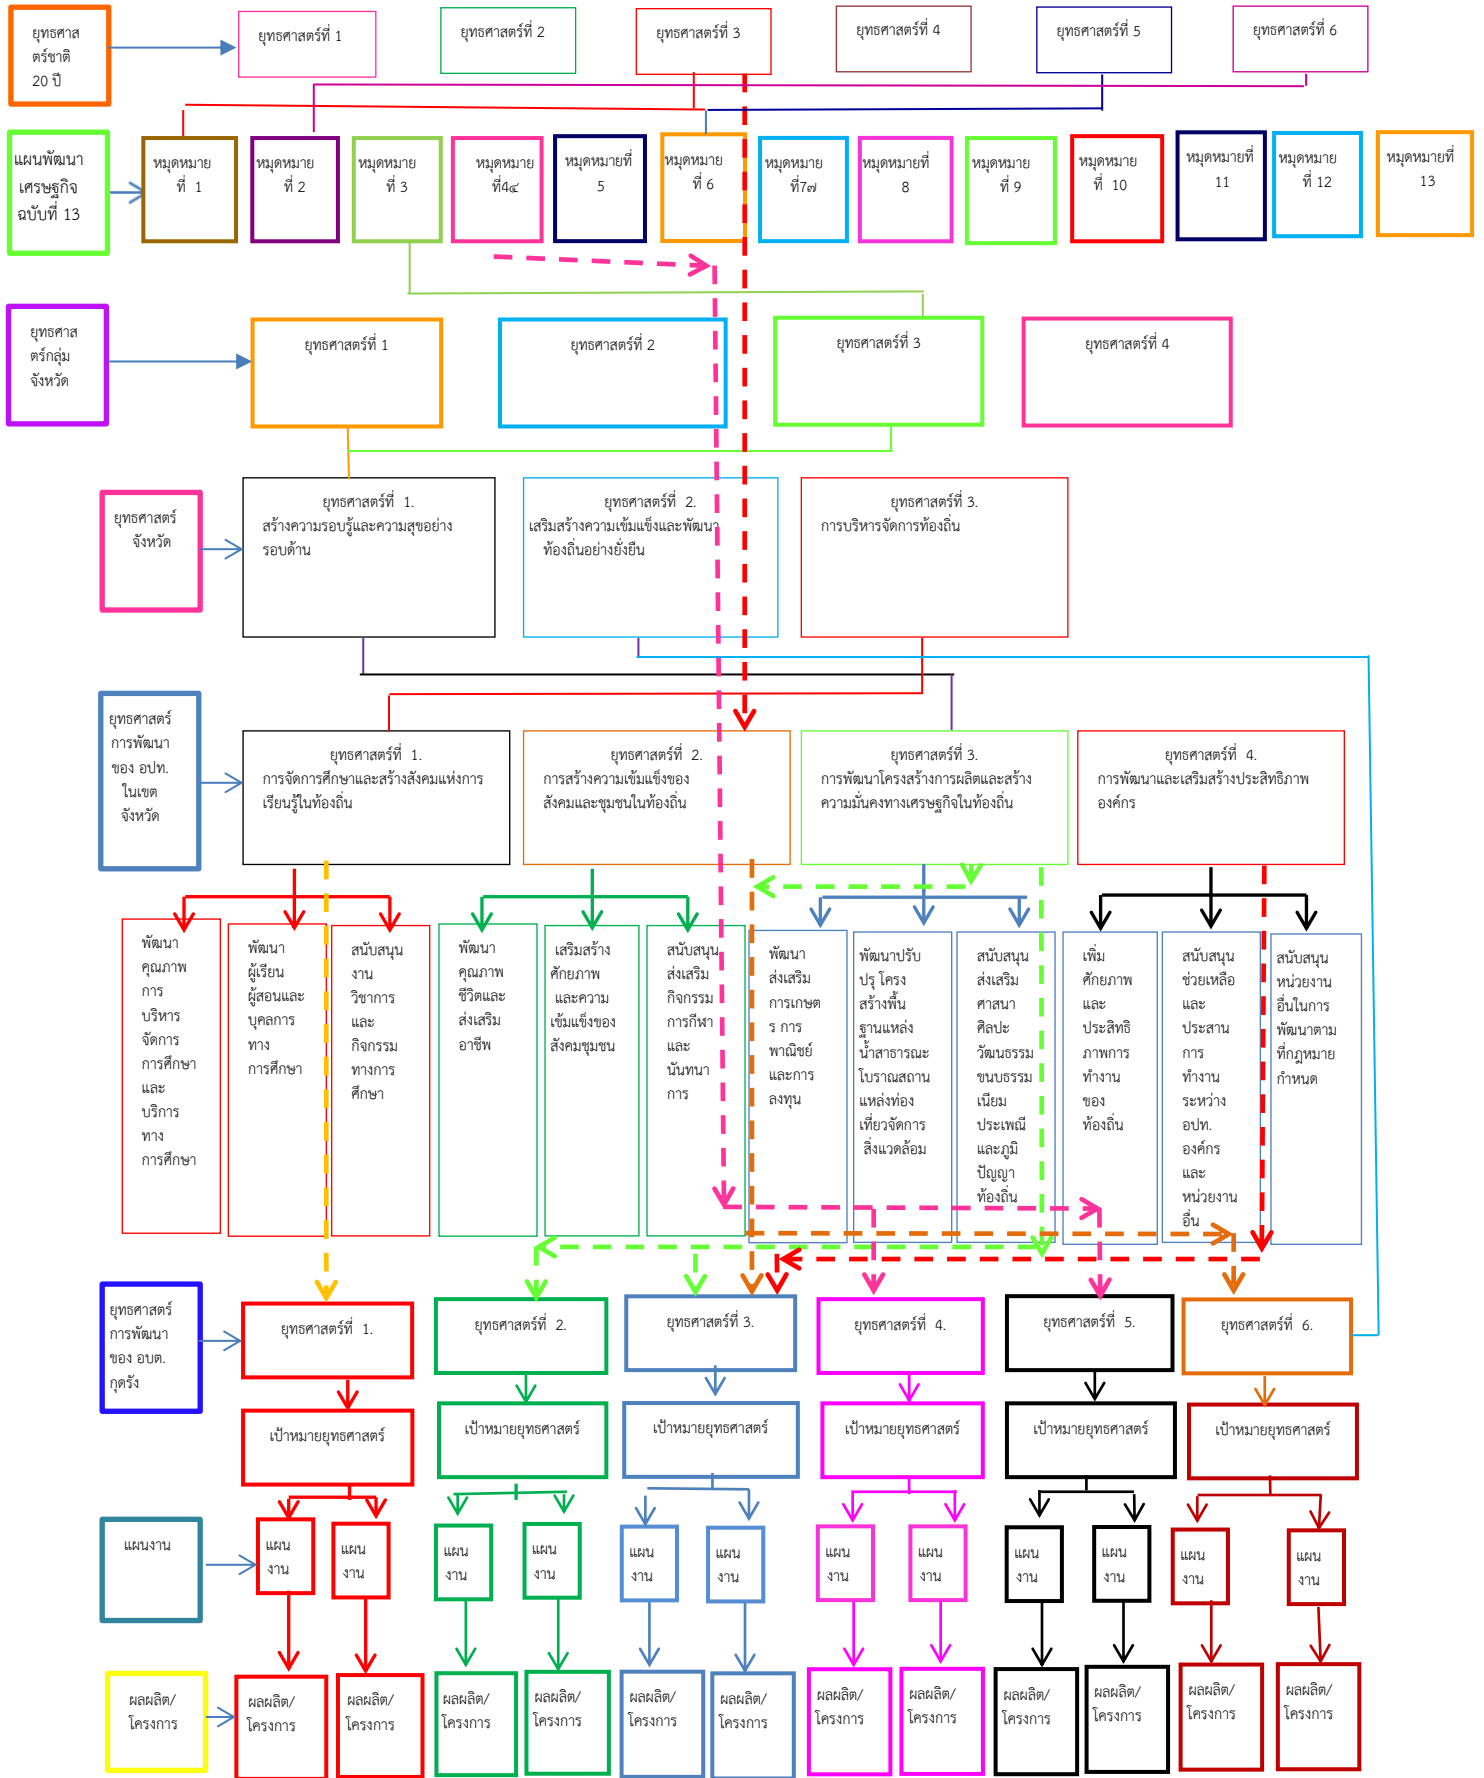 ยุทธศาส
ตร์ชาติ
20 ปี
ยุทธศาสตร์ที่ 1
ยุทธศาสตร์ที่ 2
ยุทธศาสตร์ที่ 3
ยุทธศาสตร์ที่ 4
ยุทธศาสตร์ที่ 5
ยุทธศาสตร์ที่ 6
แผนพัฒนา
เศรษฐกิจ
ฉบับที่ 13
หมุดหมาย
ที่ 1
หมุดหมาย
ที่ 2
หมุดหมาย
ที่ 3
หมุดหมาย
ที่4๔
หมุดหมายที่
5
หมุดหมาย
ที่ 6
หมุดหมาย
ที่7๗
หมุดหมายที่
8
หมุดหมาย
ที่ 9
หมุดหมาย
ที่ 10
หมุดหมายที่
11
หมุดหมาย
ที่ 12
หมุดหมายที่
13
ยุทธศาส
ตร์กลุ่ม
จังหวัด
ยุทธศาสตร์ที่ 1
ยุทธศาสตร์ที่ 2
ยุทธศาสตร์ที่ 3
ยุทธศาสตร์ที่ 4
ยุทธศาสตร์
จังหวัด
ยุทธศาสตร์ที่ 1.
สร้างความรอบรู้และความสุขอย่าง
รอบด้าน
ยุทธศาสตร์ที่ 2.
เสริมสร้างความเข้มแข็งและพัฒนา
ท้องถิ่นอย่างยั่งยืน
ยุทธศาสตร์ที่ 3.
การบริหารจัดการท้องถิ่น
ยุทธศาสตร์
การพัฒนา
ของ อปท.
ในเขต
จังหวัด
ยุทธศาสตร์ที่ 1.
การจัดการศึกษาและสร้างสังคมแห่งการ
เรียนรู้ในท้องถิ่น
ยุทธศาสตร์ที่ 2.
การสร้างความเข้มแข็งของ
สังคมและชุมชนในท้องถิ่น
ยุทธศาสตร์ที่ 3.
การพัฒนาโครงสร้างการผลิตและสร้าง
ความมั่นคงทางเศรษฐกิจในท้องถิ่น
ยุทธศาสตร์ที่ 4.
การพัฒนาและเสริมสร้างประสิทธิภาพ
องค์กร
พัฒนา
คุณภาพ
การ
บริหาร
จัดการ
การศึกษา
และ
บริการ
ทาง
การศึกษา
พัฒนา
ผู้เรียน
ผู้สอนและ
บุคลการ
ทาง
การศึกษา
สนับสนุน
งาน
วิชาการ
และ
กิจกรรม
ทางการ
ศึกษา
พัฒนา
คุณภาพ
ชีวิตและ
ส่งเสริม
อาชีพ
เสริมสร้าง
ศักยภาพ
และความ
เข้มแข็งของ
สังคมชุมชน
สนับสนุน
ส่งเสริม
กิจกรรม
การกีฬา
และ
นันทนา
การ
พัฒนา
ส่งเสริม
การเกษต
ร การ
พาณิชย์
และการ
ลงทุน
พัฒนาปรับ
ปรุ โครง
สร้างพื้น
ฐานแหล่ง
น้ำสาธารณะ
โบราณสถาน
แหล่งท่อง
เที่ยวจัดการ
สิ่งแวดล้อม
สนับสนุน
ส่งเสริม
ศาสนา
ศิลปะ
วัฒนธรรม
ขนบธรรม
เนียม
ประเพณี
และภูมิ
ปัญญา
ท้องถิ่น
เพิ่ม
ศักยภาพ
และ
ประสิทธิ
ภาพการ
ทำงาน
ของ
ท้องถิ่น
สนับสนุน
ช่วยเหลือ
และ
ประสาน
การ
ทำงาน
ระหว่าง
อปท.
องค์กร
และ
หน่วยงาน
อื่น
สนับสนุน
หน่วยงาน
อื่นในการ
พัฒนาตาม
ที่กฎหมาย
กำหนด
ยุทธศาสตร์
การพัฒนา
ของ อบต.
กุดรัง
ยุทธศาสตร์ที่ 1.
ยุทธศาสตร์ที่ 2.
ยุทธศาสตร์ที่ 3.
ยุทธศาสตร์ที่ 4.
ยุทธศาสตร์ที่ 5.
ยุทธศาสตร์ที่ 6.
เป้าหมายยุทธศาสตร์
เป้าหมายยุทธศาสตร์
เป้าหมายยุทธศาสตร์
เป้าหมายยุทธศาสตร์
เป้าหมายยุทธศาสตร์
เป้าหมายยุทธศาสตร์
แผนงาน
แผน
งาน
แผน
งาน
แผน
งาน
แผน
งาน
แผน
งาน
แผน
งาน
แผน
งาน
แผน
งาน
แผน
งาน
แผน
งาน
แผน
งาน
แผน
งาน
ผลผลิต/
โครงการ
ผลผลิต/
โครงการ
ผลผลิต/
โครงการ
ผลผลิต/
โครงการ
ผลผลิต/
โครงการ
ผลผลิต/
โครงการ
ผลผลิต/
โครงการ
ผลผลิต/
โครงการ
ผลผลิต/
โครงการ
ผลผลิต/
โครงการ
ผลผลิต/
โครงการ
ผลผลิต/
โครงการ
ผลผลิต/
โครงการ